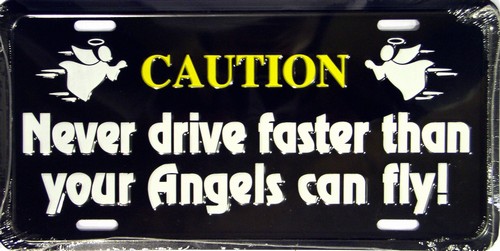 CAUTION
Never drive faster than
your Angels can fly!